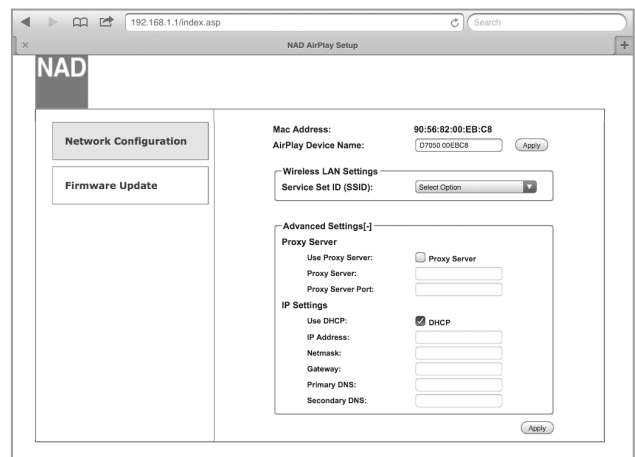 192.168.1.1/index.asp
Search
NAD AirPlay Setup
NAD
Network Configuration
Firmware Update
Mac Address: 90:56:82:00:EB:C8
AirPlay Device Name: D7050 00EBC8 Apply
Wireless LAN Settings
Service Set ID (SSID): Select Option
Advanced Settings[-]
Proxy Server
Use Proxy Server: Proxy Server
Proxy Server:
Proxy Server Port:
IP Settings
Use DHCP: DHCP
IP Address:
Netmask:
Gateway:
Primary DNS:
Secondary DNS:
Apply